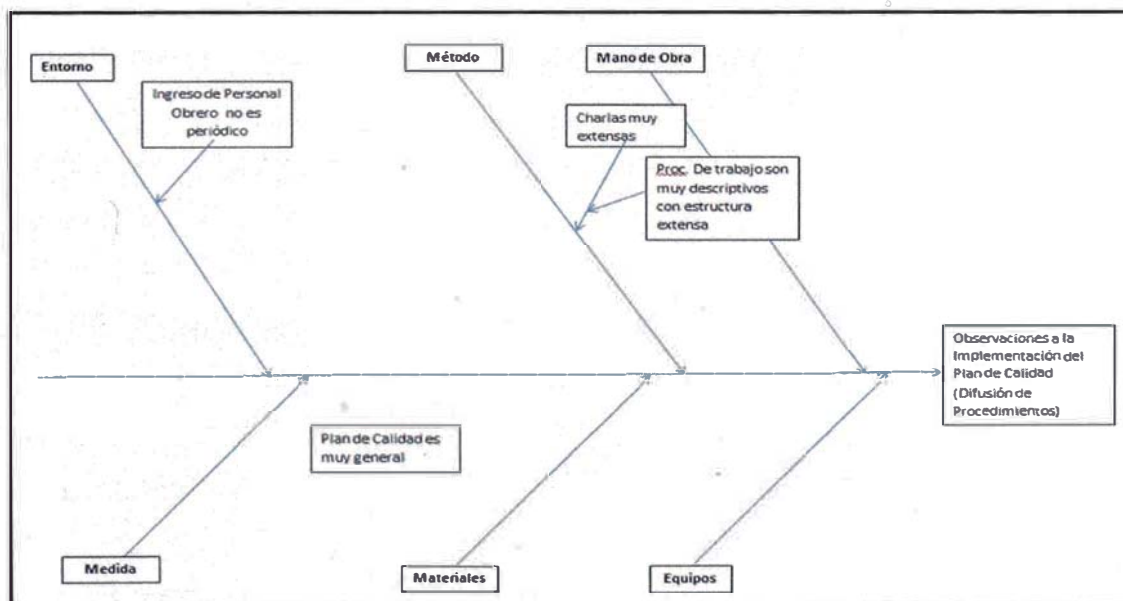 Entorno
Método
Mano de Obra
Ingreso de Personal
Obrero no es
periódico
Charlas muy
extensas
Proc. De trabajo son
muy descriptivos
con estructura
extensa
Observaciones a la
Implementación del
Plan de Calidad
(Difusión de
Procedimientos)
Plan de Calidad es
muy general
Medida
Materiales
Equipos